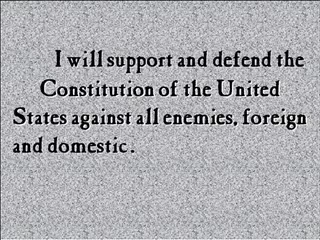 I will support and defend the
Constitution of the United
States against all enemies, foreign
and domestic.